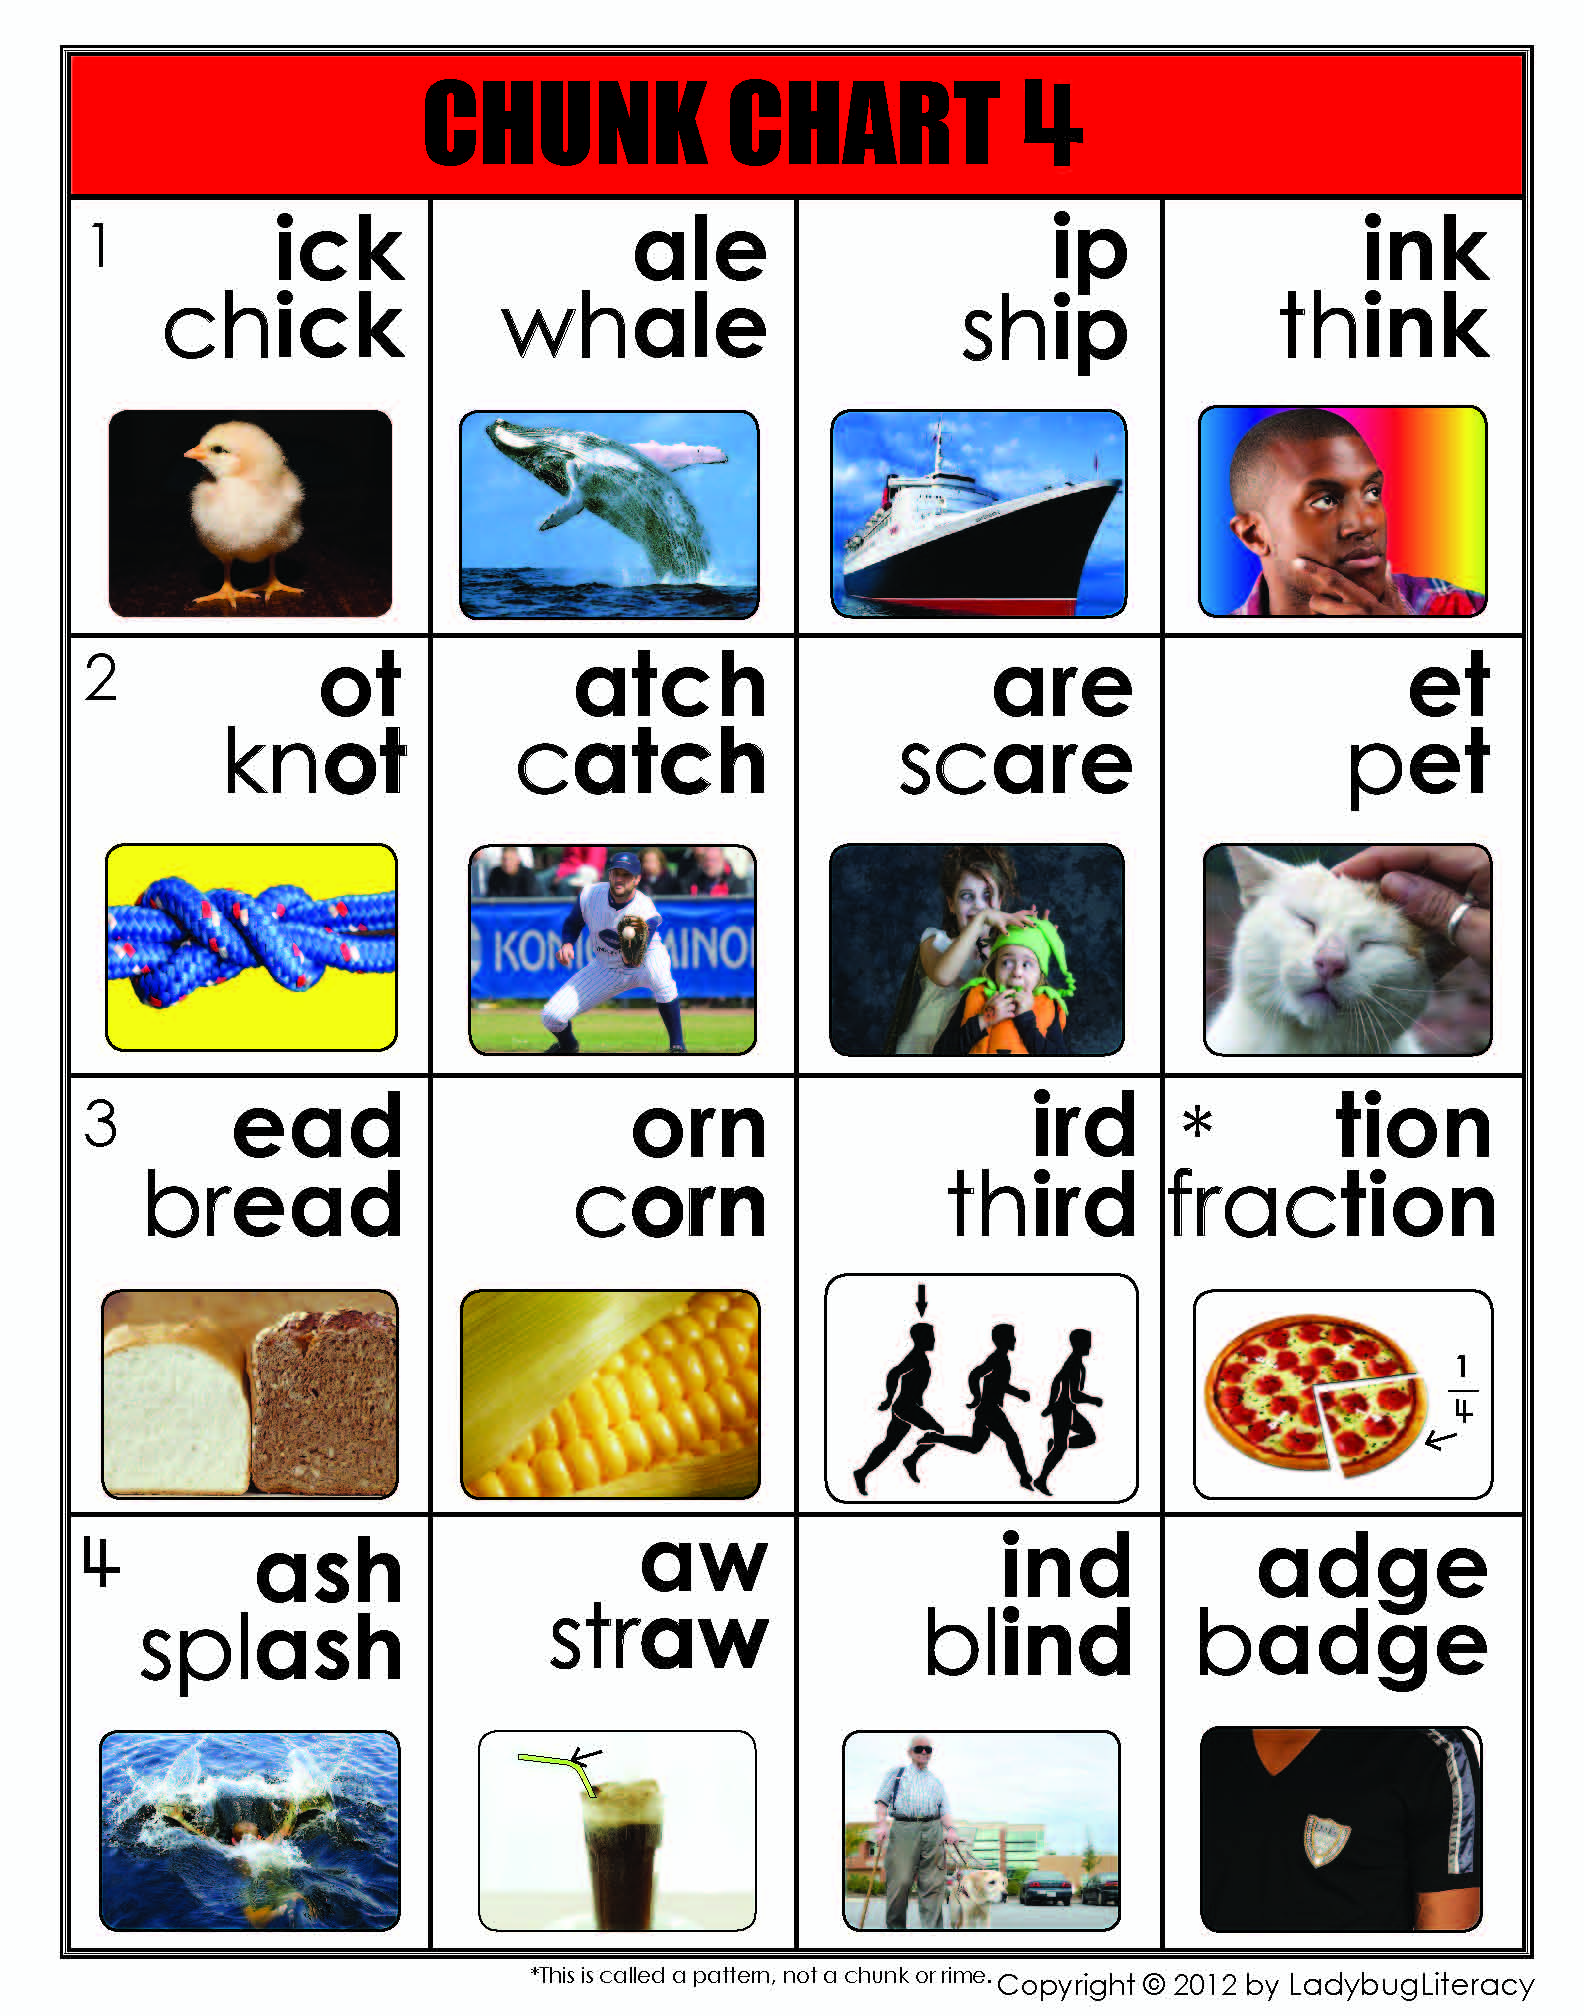 CHUNK CHART 4
1
ick
chick
ale
whale
ip
ship
ink
think
2
ot
knot
atch
catch
are
scare
et
pet
KONI
MINOL
3
ead
bread
orn
corn
ird
third
* tion
fraction
1
4
4
ash
splash
aw
straw
ind
blind
adge
badge
*This is called a pattern, not a chunk or rime.
Copyright © 2012 by LadybugLiteracy